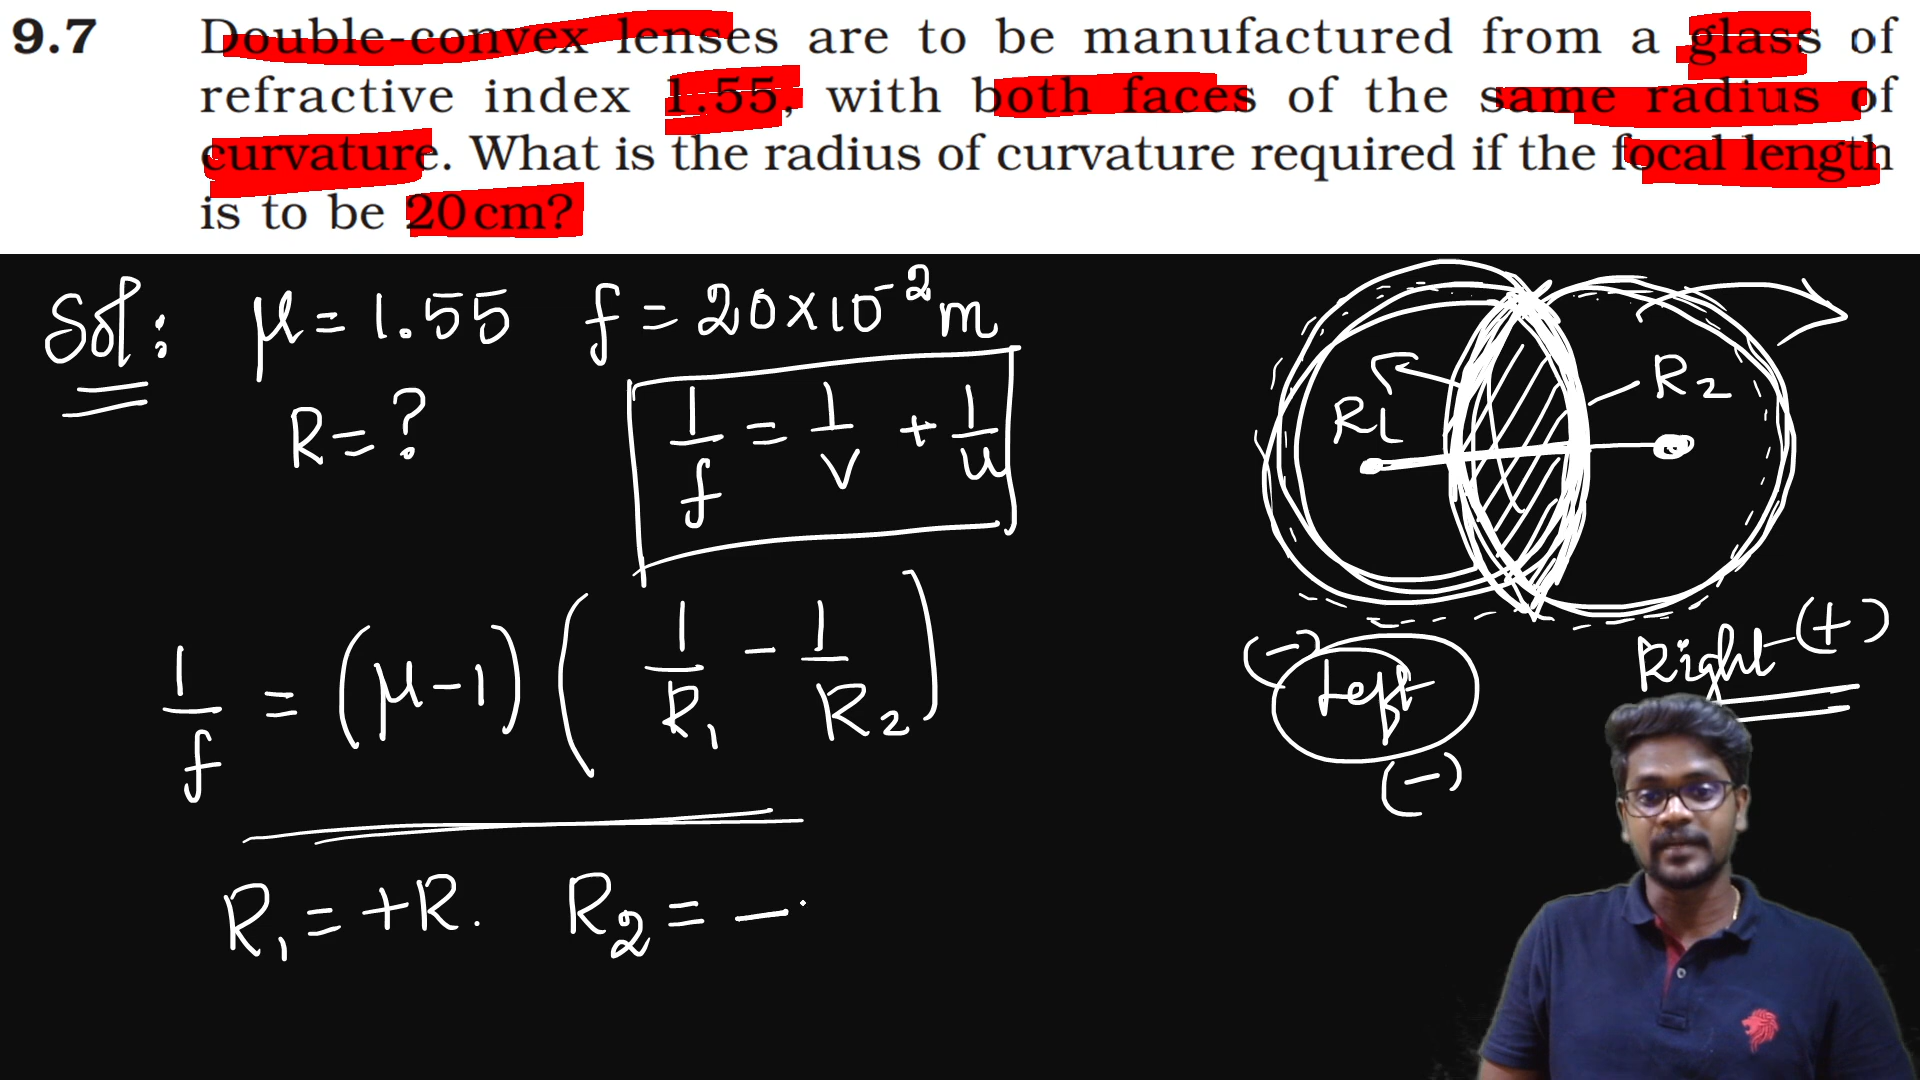 9.7 Double-convex lenses are to be manufactured from a glass of
refractive index 1.55, with both faces of the same radius of
curvature. What is the radius of curvature required if the focal length
is to be 20 cm?
Sol: μ = 1.55 f = 20×10⁻² m
R = ?
1/f = 1/v + 1/u
R1 R2
1/f = (μ-1) ( 1/R₁ - 1/R₂ )
(-) Left (-)
Right (+)
R₁ = +R. R₂ = -